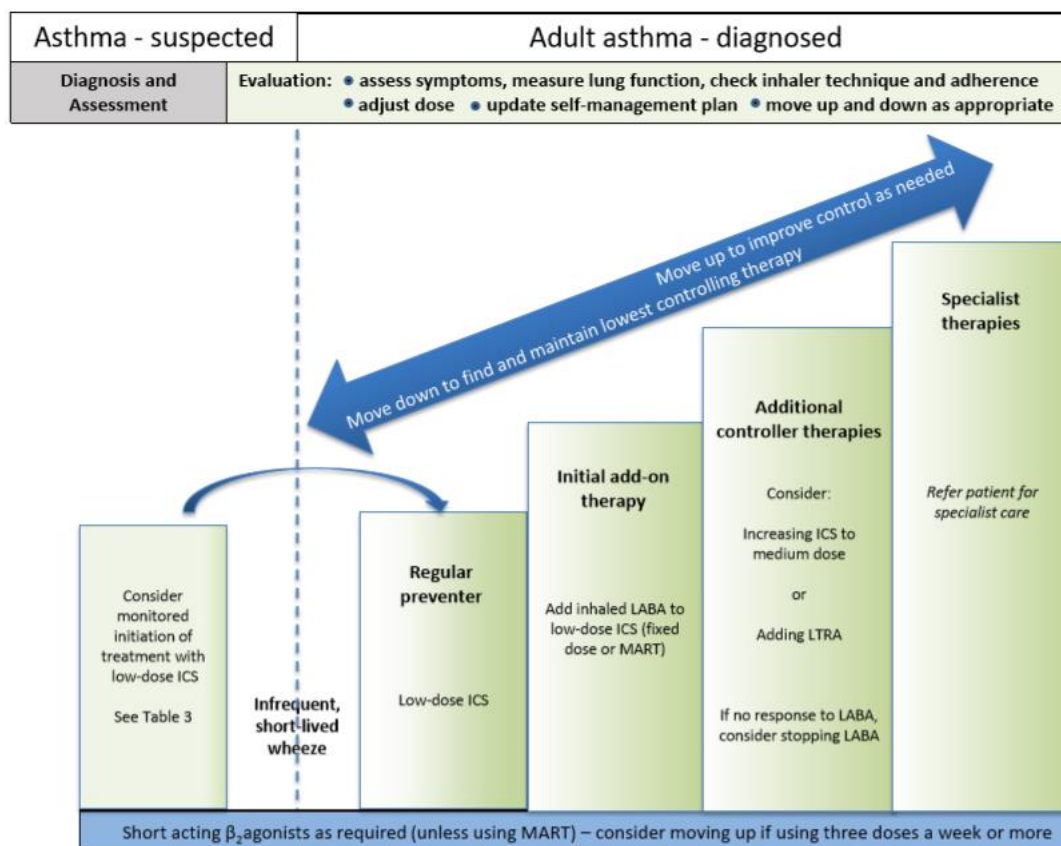 Asthma - suspected
Adult asthma - diagnosed
Diagnosis and
Assessment
Evaluation: • assess symptoms, measure lung function, check inhaler technique and adherence
• adjust dose • update self-management plan • move up and down as appropriate
Move up to improve control as needed
Move down to find and maintain lowest controlling therapy
Consider
monitored
initiation of
treatment with
low-dose ICS
See Table 3
Infrequent,
short-lived
wheeze
Regular
preventer
Low-dose ICS
Initial add-on
therapy
Add inhaled LABA to
low-dose ICS (fixed
dose or MART)
Additional
controller therapies
Consider:
Increasing ICS to
medium dose
or
Adding LTRA
If no response to LABA,
consider stopping LABA
Specialist
therapies
Refer patient for
specialist care
Short acting β₂agonists as required (unless using MART) – consider moving up if using three doses a week or more